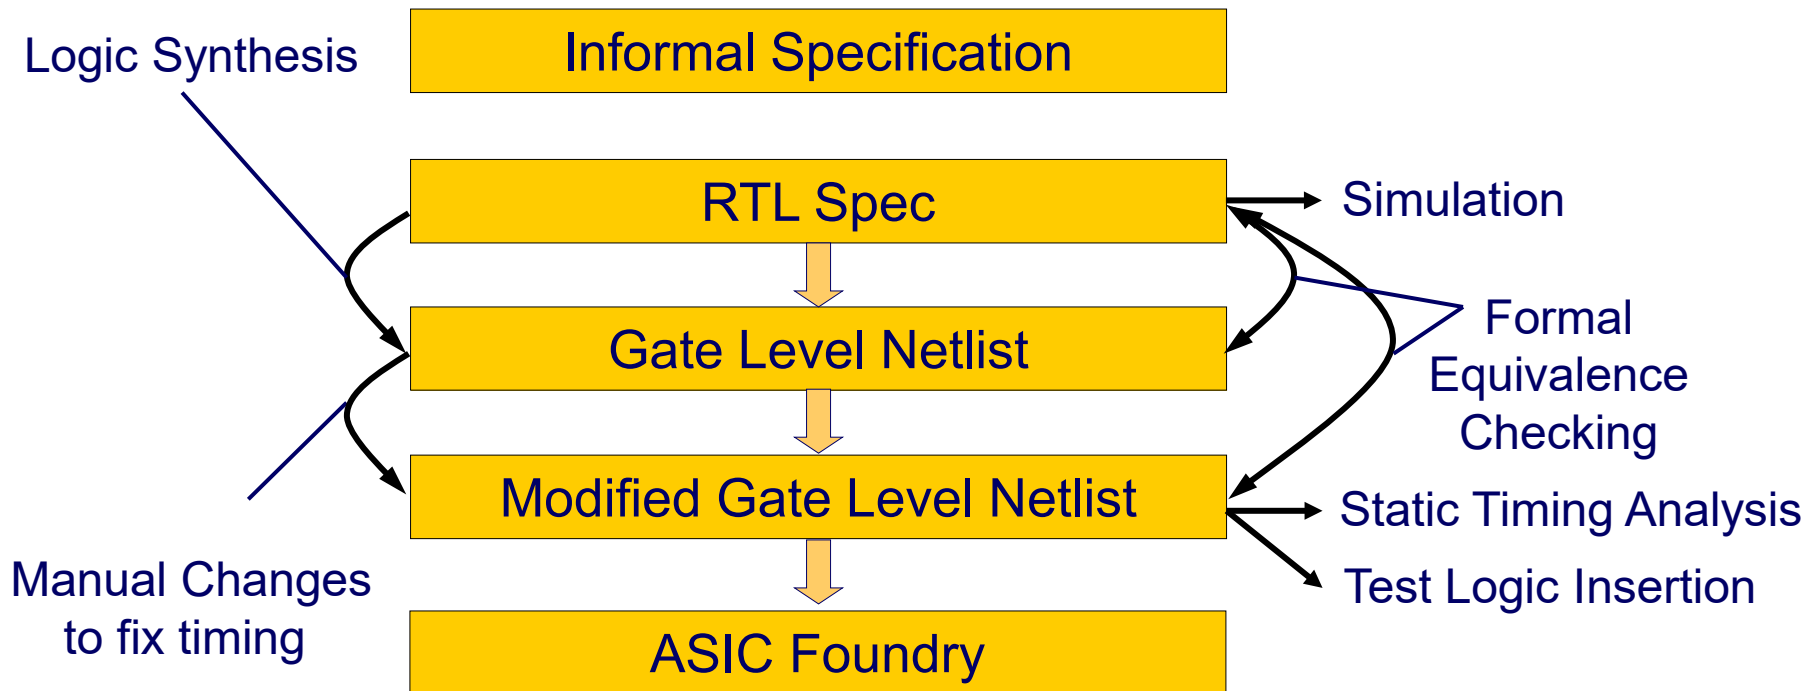 Logic Synthesis
Informal Specification
RTL Spec
Simulation
Gate Level Netlist
Formal
Equivalence
Checking
Modified Gate Level Netlist
Static Timing Analysis
Test Logic Insertion
Manual Changes
to fix timing
ASIC Foundry